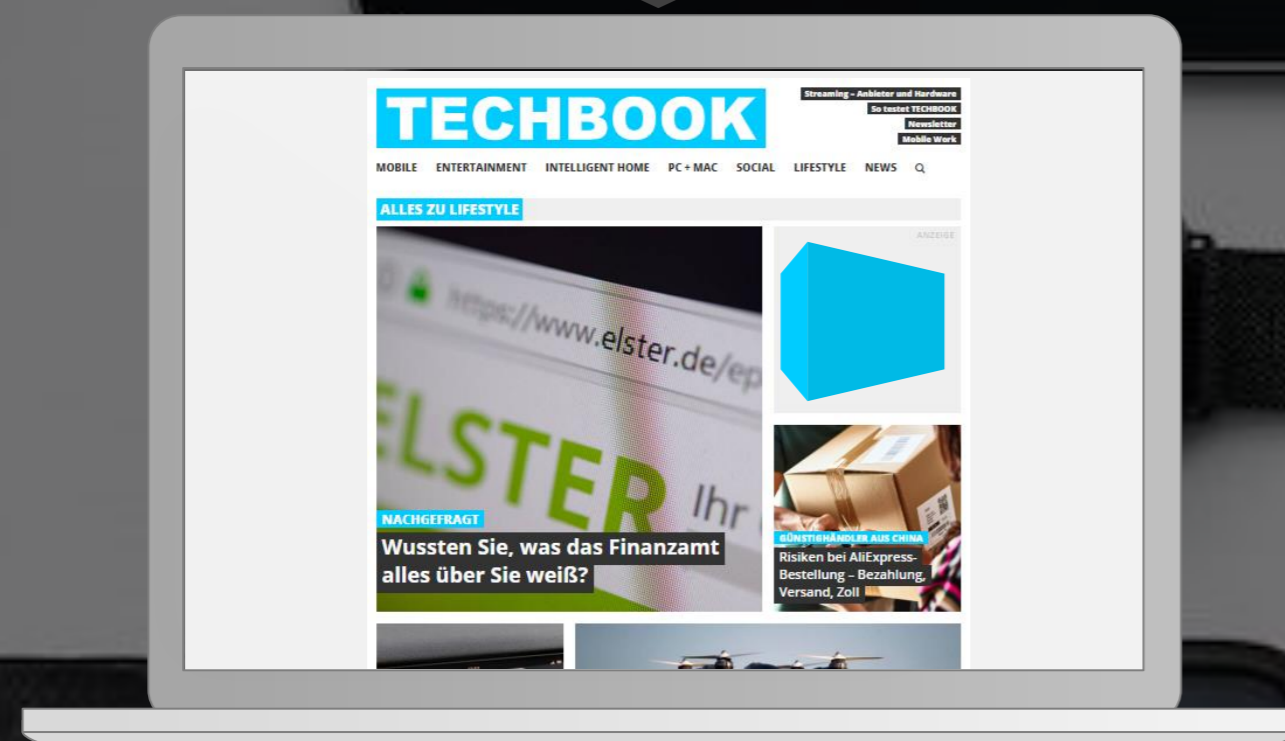 TECHBOOK
Streaming – Anbieter und Hardware
So testet TECHBOOK
Newsletter
Mobile Work
MOBILE ENTERTAINMENT INTELLIGENT HOME PC + MAC SOCIAL LIFESTYLE NEWS
ALLES ZU LIFESTYLE
ANZEIGE
https://www.elster.de/ep
ELSTER Ihr
NACHGEFRAGT
Wussten Sie, was das Finanzamt
alles über Sie weiß?
GÜNSTIGHÄNDLER AUS CHINA
Risiken bei AliExpress-
Bestellung – Bezahlung,
Versand, Zoll